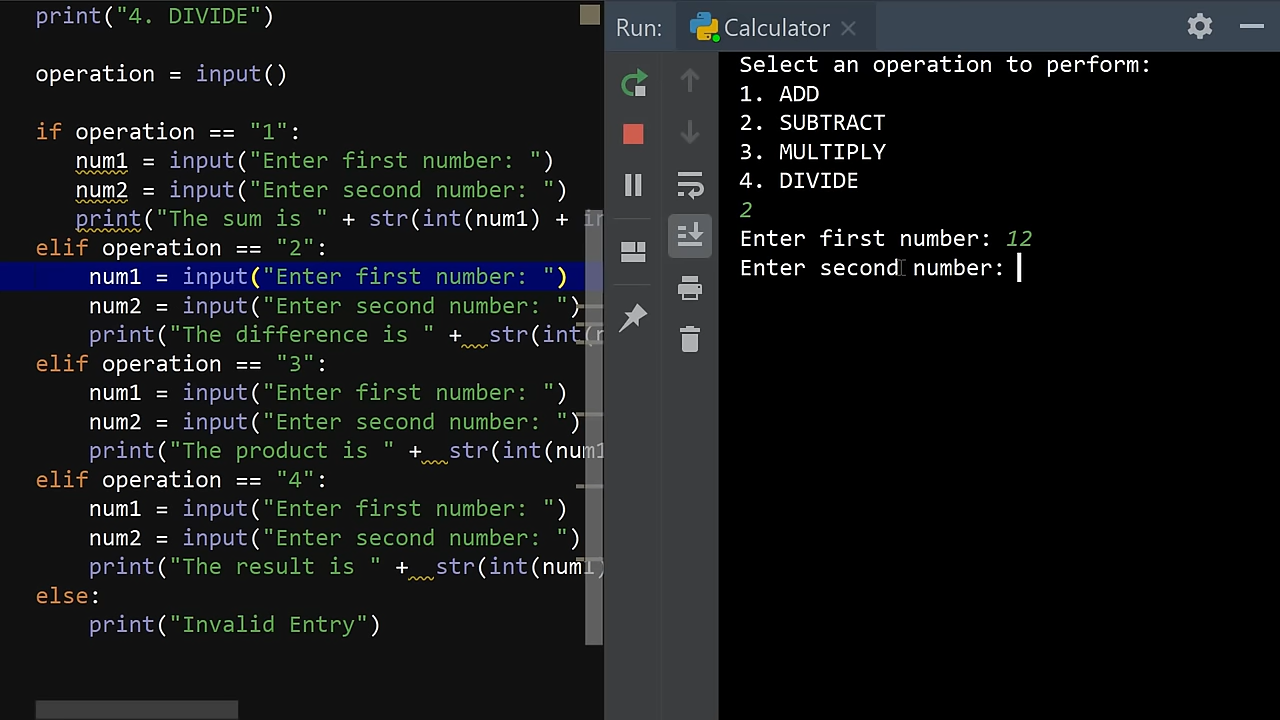 print("4. DIVIDE")
operation = input()
if operation == "1":
num1 = input("Enter first number: ")
num2 = input("Enter second number: ")
print("The sum is " + str(int(num1) + in
elif operation == "2":
num1 = input("Enter first number: ")
num2 = input("Enter second number: ")
print("The difference is " +  str(int(n
elif operation == "3":
num1 = input("Enter first number: ")
num2 = input("Enter second number: ")
print("The product is " +  str(int(num1
elif operation == "4":
num1 = input("Enter first number: ")
num2 = input("Enter second number: ")
print("The result is " +  str(int(num1)
else:
print("Invalid Entry")
Run: Calculator
Select an operation to perform:
1. ADD
2. SUBTRACT
3. MULTIPLY
4. DIVIDE
2
Enter first number: 12
Enter second number: